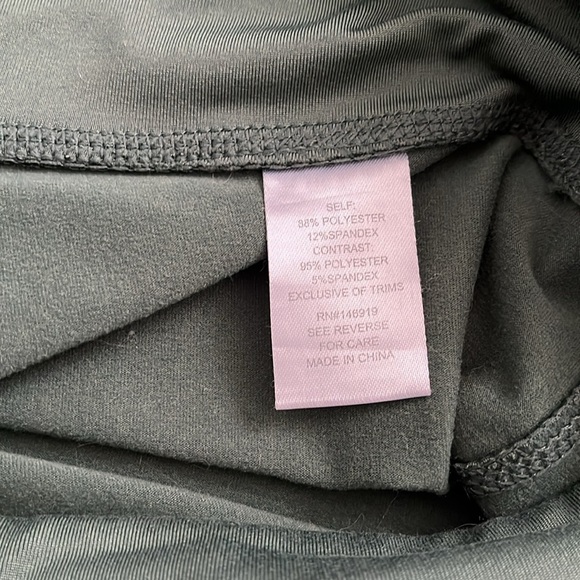 SELF:
88% POLYESTER
12%SPANDEX
CONTRAST:
95% POLYESTER
5%SPANDEX
EXCLUSIVE OF TRIMS
RN#148919
SEE REVERSE
FOR CARE
MADE IN CHINA